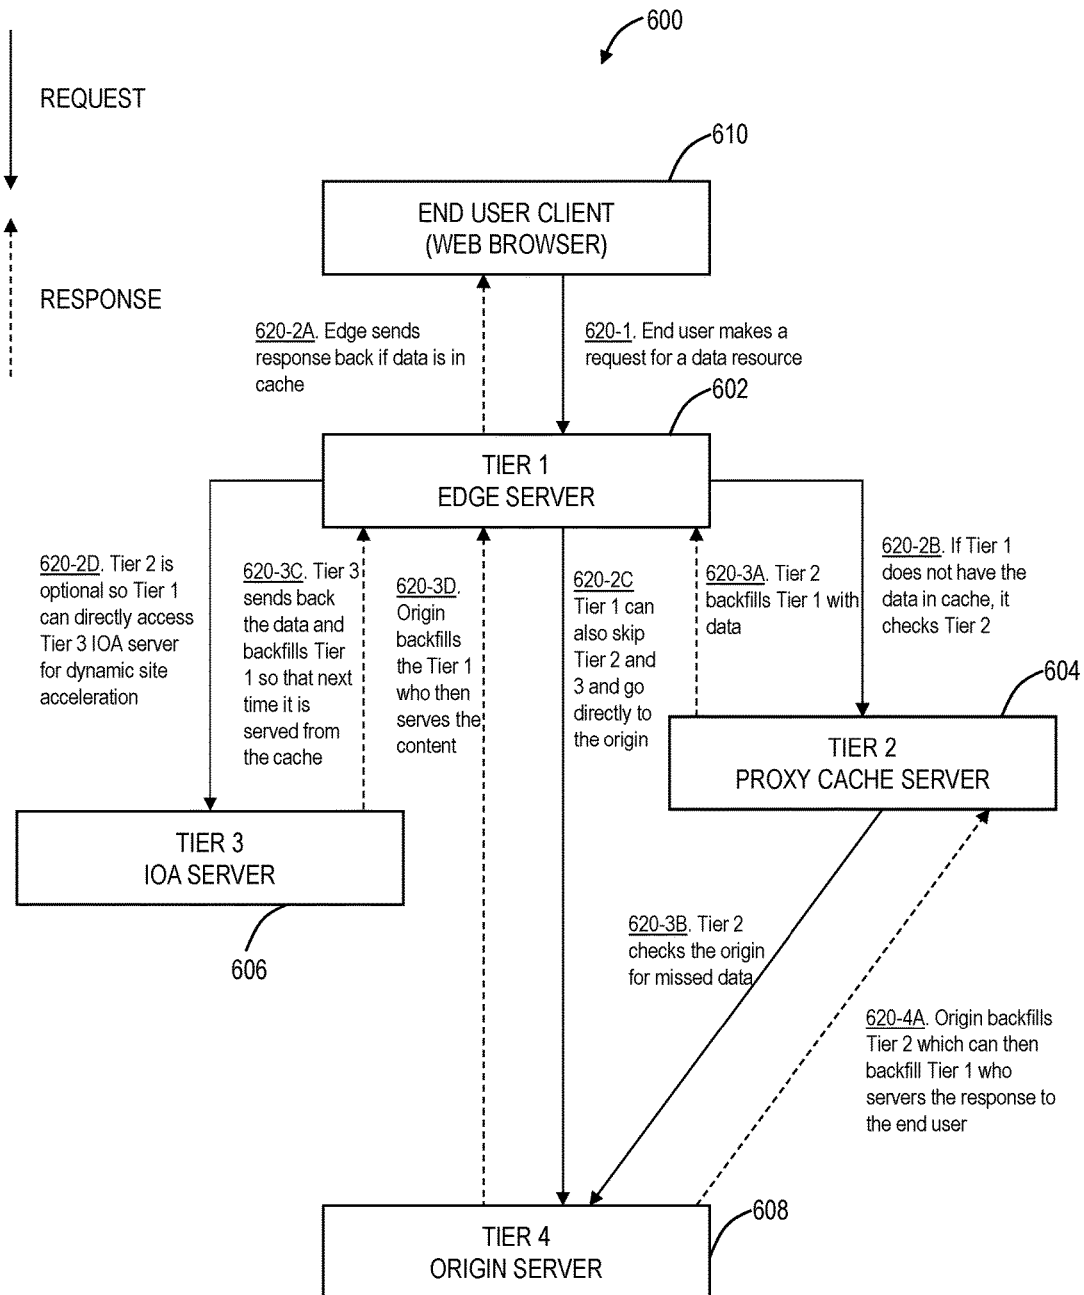 600
REQUEST
610
END USER CLIENT
(WEB BROWSER)
RESPONSE
620-2A. Edge sends
response back if data is in
cache
620-1. End user makes a
request for a data resource
602
TIER 1
EDGE SERVER
620-2D. Tier 2 is
optional so Tier 1
can directly access
Tier 3 IOA server
for dynamic site
acceleration
620-3C. Tier 3
sends back
the data and
backfills Tier
1 so that next
time it is
served from
the cache
620-3D.
Origin
backfills
the Tier 1
who then
serves the
content
620-2C
Tier 1 can
also skip
Tier 2 and
3 and go
directly to
the origin
620-3A. Tier 2
backfills Tier 1 with
data
620-2B. If Tier 1
does not have the
data in cache, it
checks Tier 2
604
TIER 2
PROXY CACHE SERVER
TIER 3
IOA SERVER
606
620-3B. Tier 2
checks the origin
for missed data
620-4A. Origin backfills
Tier 2 which can then
backfill Tier 1 who
servers the response to
the end user
608
TIER 4
ORIGIN SERVER